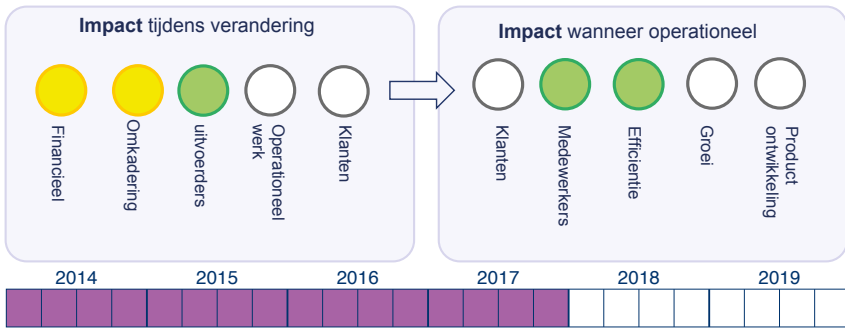 Impact tijdens verandering
Financieel
Omkadering
uitvoerders
Operationeel
werk
Klanten
Impact wanneer operationeel
Klanten
Medewerkers
Efficientie
Groei
Product
ontwikkeling
2014 2015 2016 2017 2018 2019